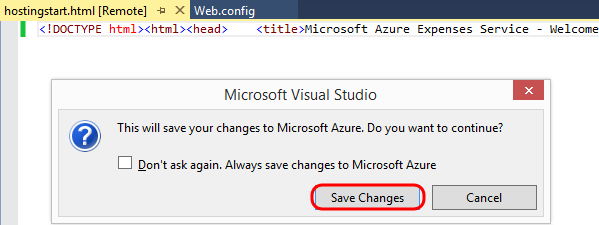 hostingstart.html [Remote] Web.config
<!DOCTYPE html><html><head> <title>Microsoft Azure Expenses Service - Welcome
Microsoft Visual Studio
This will save your changes to Microsoft Azure. Do you want to continue?
Don't ask again. Always save changes to Microsoft Azure
Save Changes Cancel